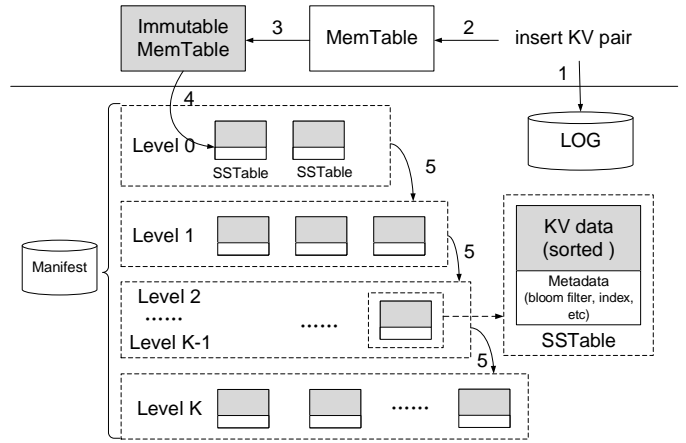 Immutable
MemTable
3
MemTable
2
insert KV pair
1
4
LOG
Level 0
SSTable
SSTable
5
Level 1
5
Manifest
KV data
(sorted )
Metadata
(bloom filter, index,
etc)
SSTable
Level 2
......
......
Level K-1
5
Level K
......